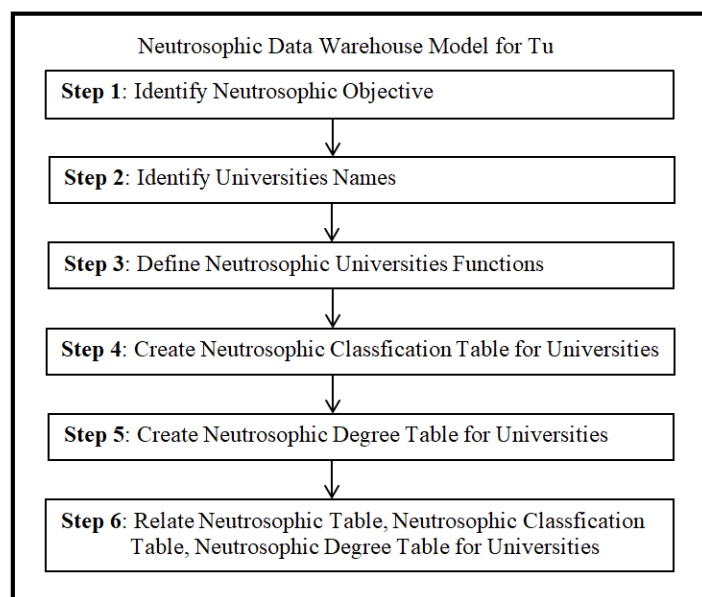 Neutrosophic Data Warehouse Model for Tu
Step 1: Identify Neutrosophic Objective
Step 2: Identify Universities Names
Step 3: Define Neutrosophic Universities Functions
Step 4: Create Neutrosophic Classfication Table for Universities
Step 5: Create Neutrosophic Degree Table for Universities
Step 6: Relate Neutrosophic Table, Neutrosophic Classfication
Table, Neutrosophic Degree Table for Universities